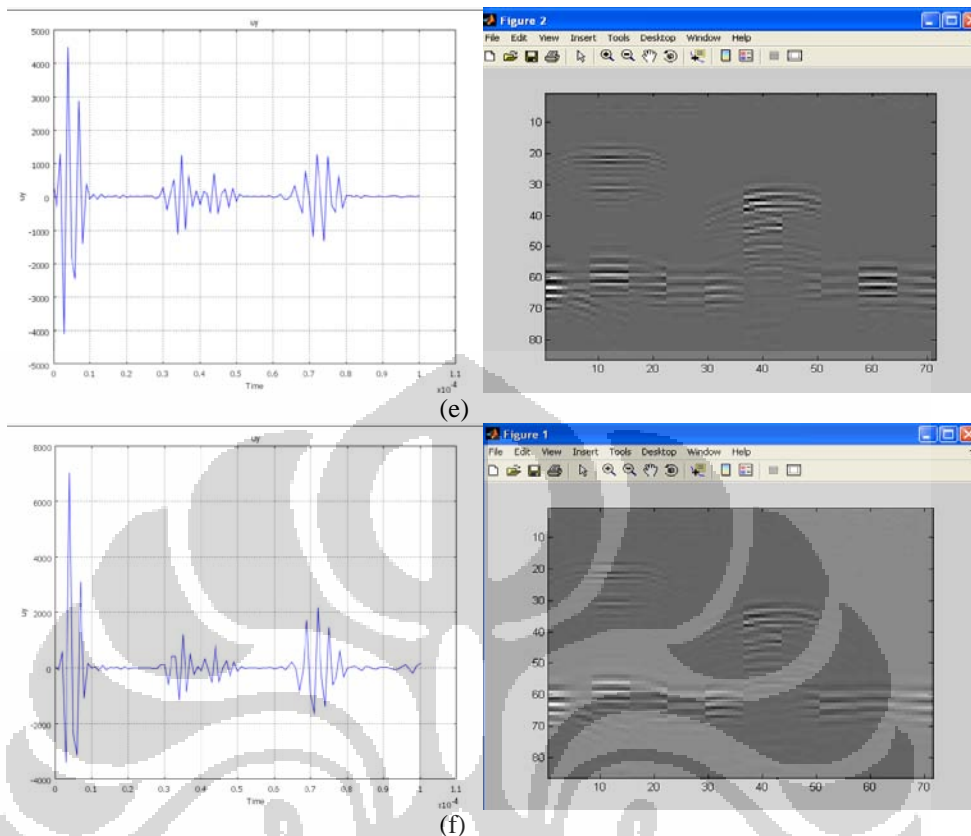 uy
5000
4000
3000
2000
1000
0
-1000
-2000
-3000
-4000
-5000
uy
0 0.1 0.2 0.3 0.4 0.5 0.6 0.7 0.8 0.9 1 1.1
Time
x10-4
Figure 2
File Edit View Insert Tools Desktop Window Help
10
20
30
40
50
60
70
80
10 20 30 40 50 60 70
(e)
uy
8000
6000
4000
2000
0
-2000
-4000
uy
0 0.1 0.2 0.3 0.4 0.5 0.6 0.7 0.8 0.9 1 1.1
Time
x10-4
Figure 1
File Edit View Insert Tools Desktop Window Help
10
20
30
40
50
60
70
80
10 20 30 40 50 60 70
(f)